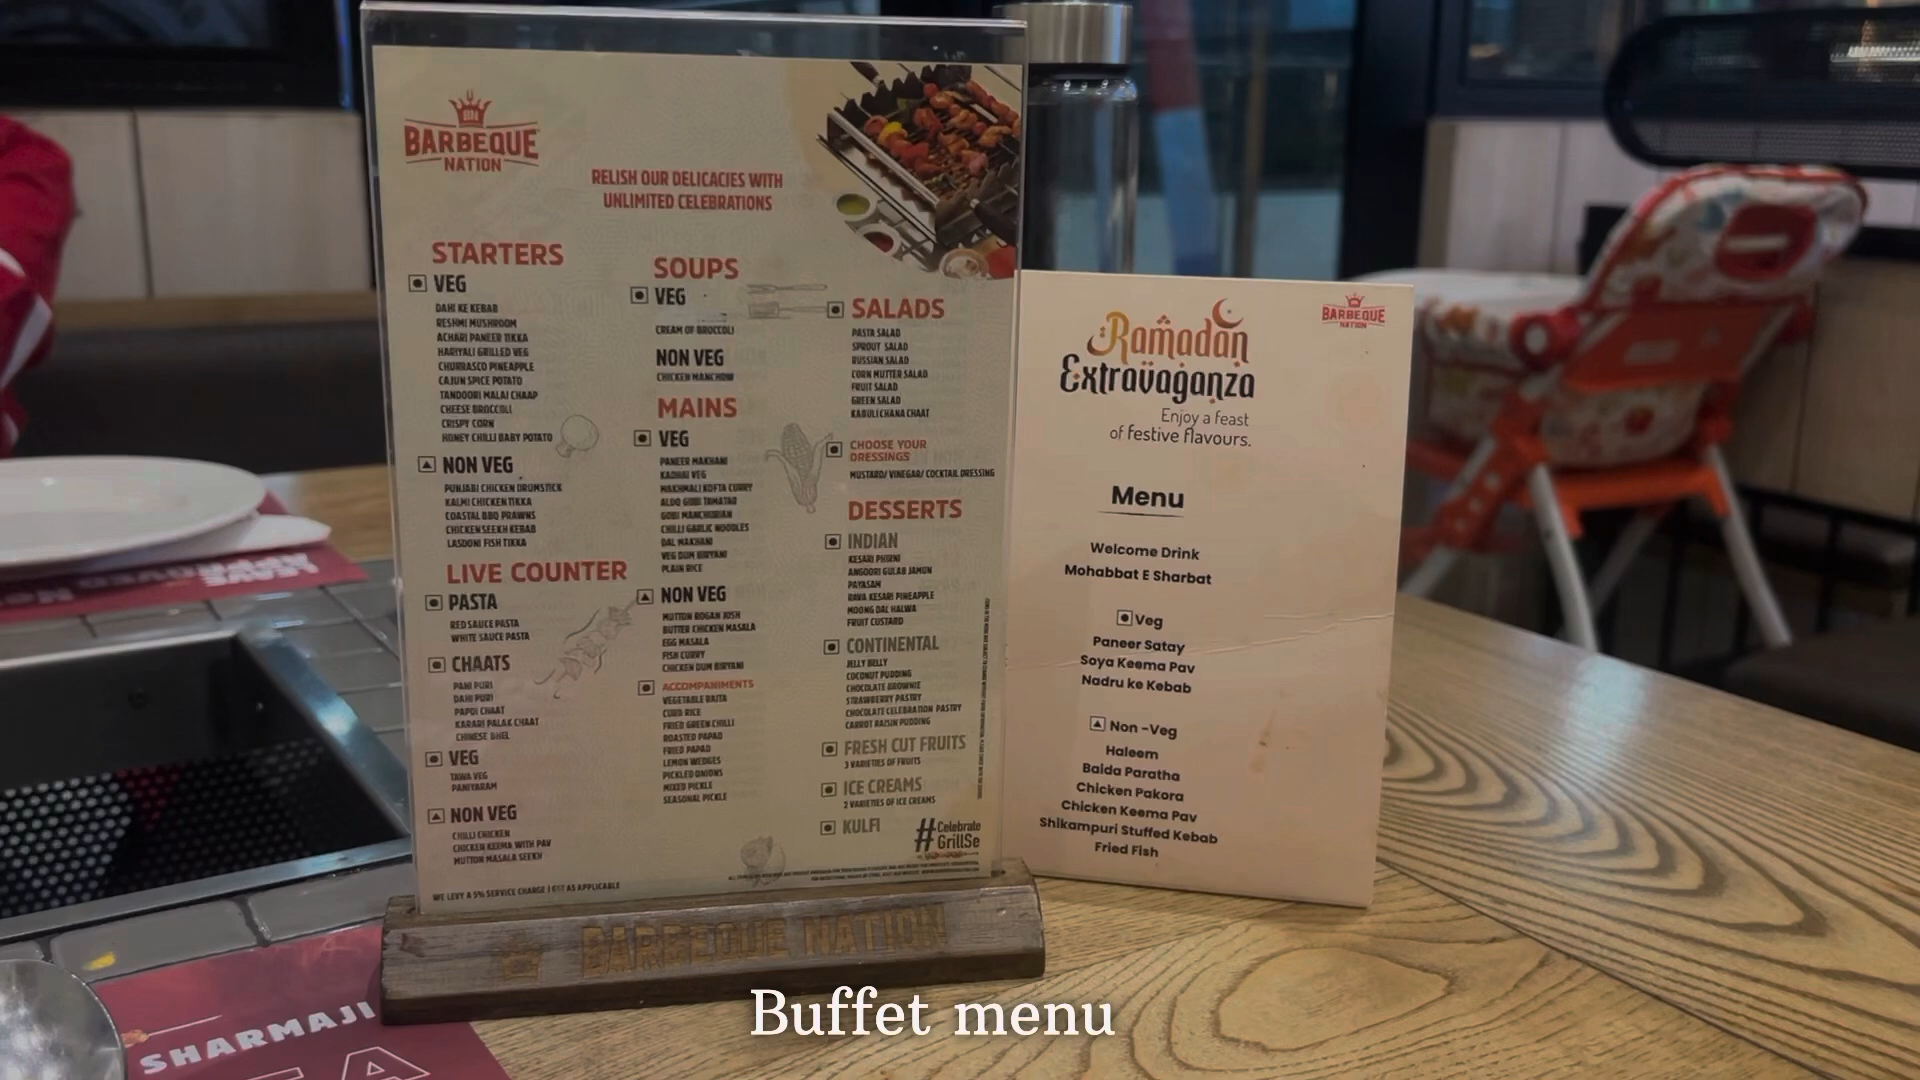 BARBEQUE
NATION
RELISH OUR DELICACIES WITH
UNLIMITED CELEBRATIONS
STARTERS
VEG
DAHI KE KEBAB
RESHMI MUSHROOM
ACHARI PANEER TIKKA
HARIYALI GRILLED VEG
CHURRASCO PINEAPPLE
CAJUN SPICE POTATO
TANDOORI MALAI CHAAP
CHEESE BROCCOLI
CRISPY CORN
HONEY CHILLI BABY POTATO
NON VEG
PUNJABI CHICKEN DRUMSTICK
KALMI CHICKEN TIKKA
COASTAL BBQ PRAWNS
CHICKEN SEEKH KEBAB
LASOONI FISH TIKKA
LIVE COUNTER
PASTA
RED SAUCE PASTA
WHITE SAUCE PASTA
CHAATS
PANI PURI
DAHI PURI
PAPDI CHAAT
KARARI PALAK CHAAT
CHINESE BHEL
VEG
TAWA VEG
PANIYARAM
NON VEG
CHILLI CHICKEN
CHICKEN KEEMA WITH PAV
MUTTON MASALA SEEKH
WE LEVY A 5% SERVICE CHARGE | GST AS APPLICABLE
SOUPS
VEG
CREAM OF BROCCOLI
NON VEG
CHICKEN MANCHOW
MAINS
VEG
PANEER MAKHANI
KADHAI VEG
MAKHMALI KOFTA CURRY
ALOO GOBI TAMATAO
GOBI MANCHURIAN
CHILLI GARLIC NOODLES
DAL MAKHANI
VEG DUM BIRYANI
PLAIN RICE
NON VEG
MUTTON ROGAN JOSH
BUTTER CHICKEN MASALA
EGG MASALA
FISH CURRY
CHICKEN DUM BIRYANI
ACCOMPANIMENTS
VEGETABLE RAITA
CURD RICE
FRIED GREEN CHILLI
ROASTED PAPAD
FRIED PAPAD
LEMON WEDGES
PICKLED ONIONS
MIXED PICKLE
SEASONAL PICKLE
SALADS
PASTA SALAD
SPROUT SALAD
RUSSIAN SALAD
CORN MUTTER SALAD
FRUIT SALAD
GREEN SALAD
KABULI CHANA CHAAT
CHOOSE YOUR
DRESSINGS
MUSTARD/ VINEGAR/ COCKTAIL DRESSING
DESSERTS
INDIAN
KESARI PHIRNI
ANGOORI GULAB JAMUN
PAYASAM
RAVA KESARI PINEAPPLE
MOONG DAL HALWA
FRUIT CUSTARD
CONTINENTAL
JELLY BELLY
COCONUT PUDDING
CHOCOLATE BROWNIE
STRAWBERRY PASTRY
CHOCOLATE CELEBRATION PASTRY
CARROT RAISIN PUDDING
FRESH CUT FRUITS
3 VARIETIES OF FRUITS
ICE CREAMS
2 VARIETIES OF ICE CREAMS
KULFI
#Celebrate
GrillSe
BARBEQUE NATION
BARBEQUE
NATION
Ramadan
Extravaganza
Enjoy a feast
of festive flavours.
Menu
Welcome Drink
Mohabbat E Sharbat
Veg
Paneer Satay
Soya Keema Pav
Nadru ke Kebab
Non -Veg
Haleem
Baida Paratha
Chicken Pakora
Chicken Keema Pav
Shikampuri Stuffed Kebab
Fried Fish
SHARMAJI
Buffet menu